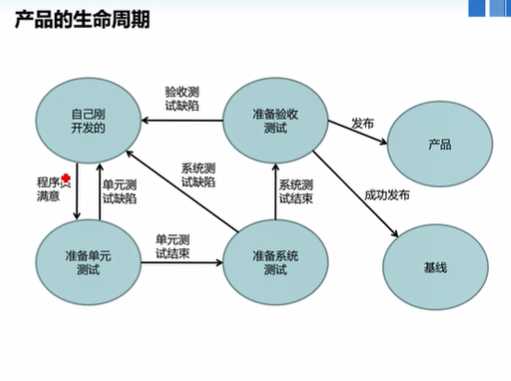 产品的生命周期
验收测
试缺陷
自己刚
开发的
准备验收
测试
发布
产品
程序
满意
单元测
试缺陷
系统测
试缺陷
系统测
试结束
成功发布
准备单元
测试
单元测
试结束
准备系统
测试
基线